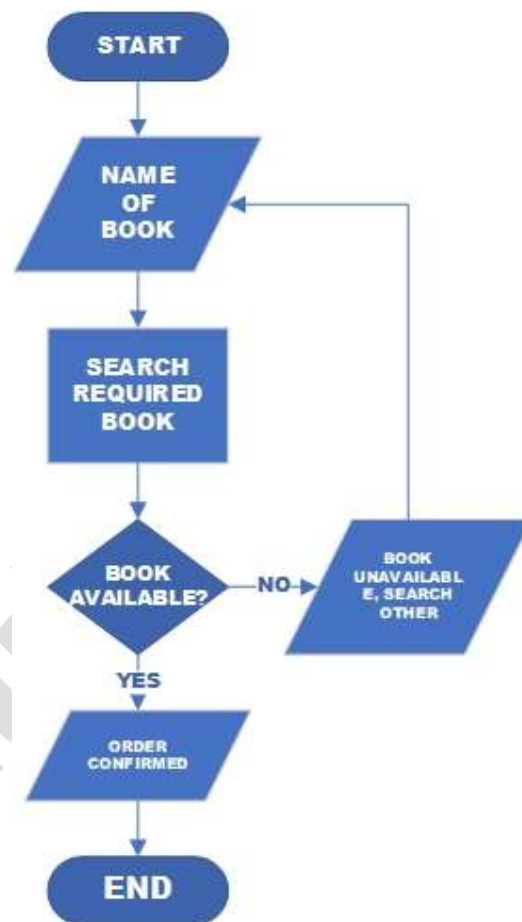 START
NAME
OF
BOOK
SEARCH
REQUIRED
BOOK
BOOK
AVAILABLE?
NO
BOOK
UNAVAILABL
E, SEARCH
OTHER
YES
ORDER
CONFIRMED
END